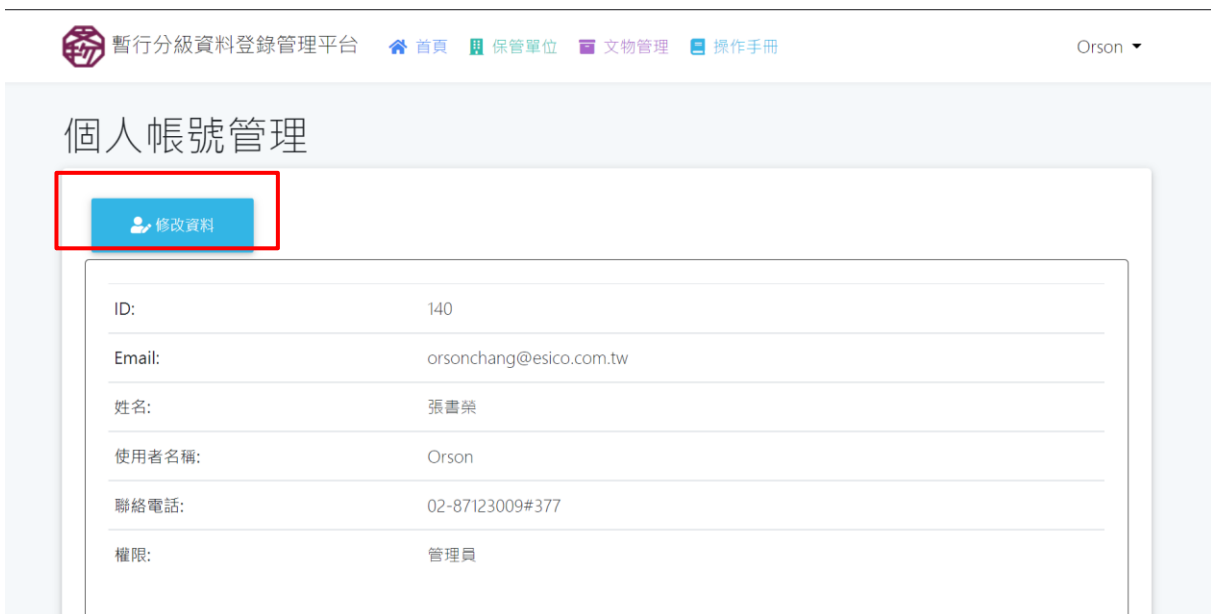 暫行分級資料登錄管理平台 首頁 保管單位 文物管理 操作手冊 Orson
個人帳號管理
修改資料
ID: 140
Email: orsonchang@esico.com.tw
姓名: 張書榮
使用者名稱: Orson
聯絡電話: 02-87123009#377
權限: 管理員